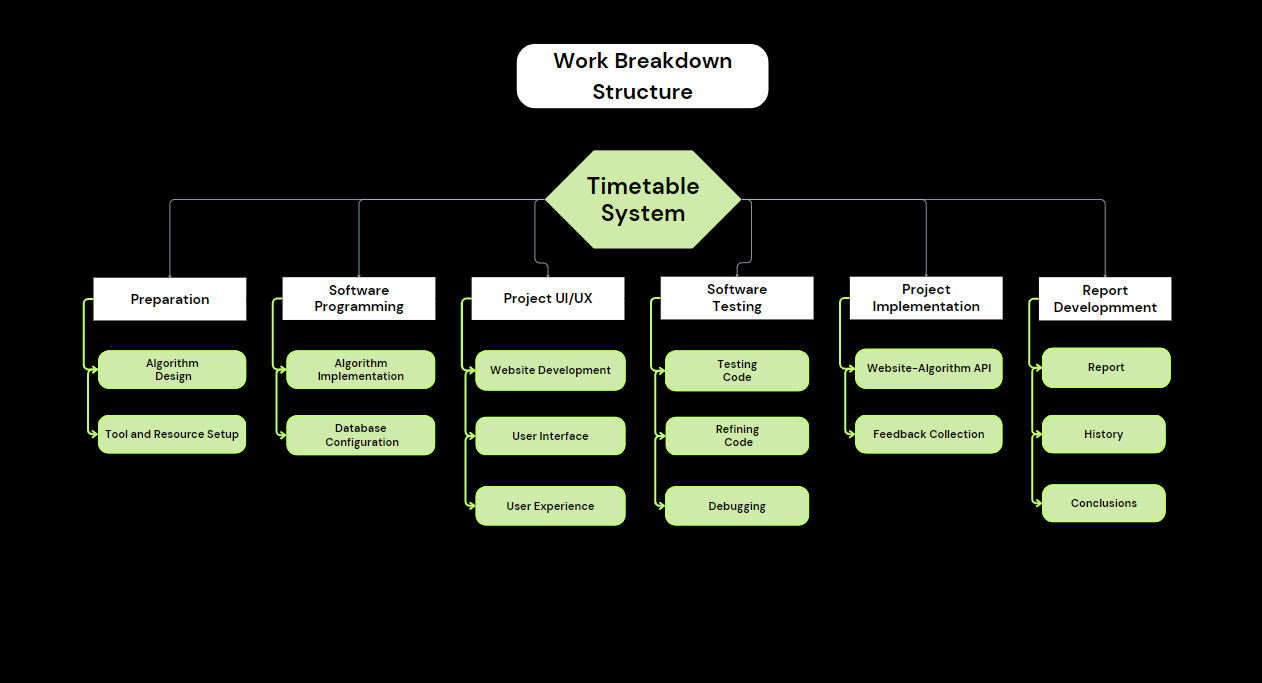 Work Breakdown
Structure
Timetable
System
Preparation
Software
Programming
Project UI/UX
Software
Testing
Project
Implementation
Report
Developmment
Algorithm
Design
Tool and Resource Setup
Algorithm
Implementation
Database
Configuration
Website Development
User Interface
User Experience
Testing
Code
Refining
Code
Debugging
Website-Algorithm API
Feedback Collection
Report
History
Conclusions